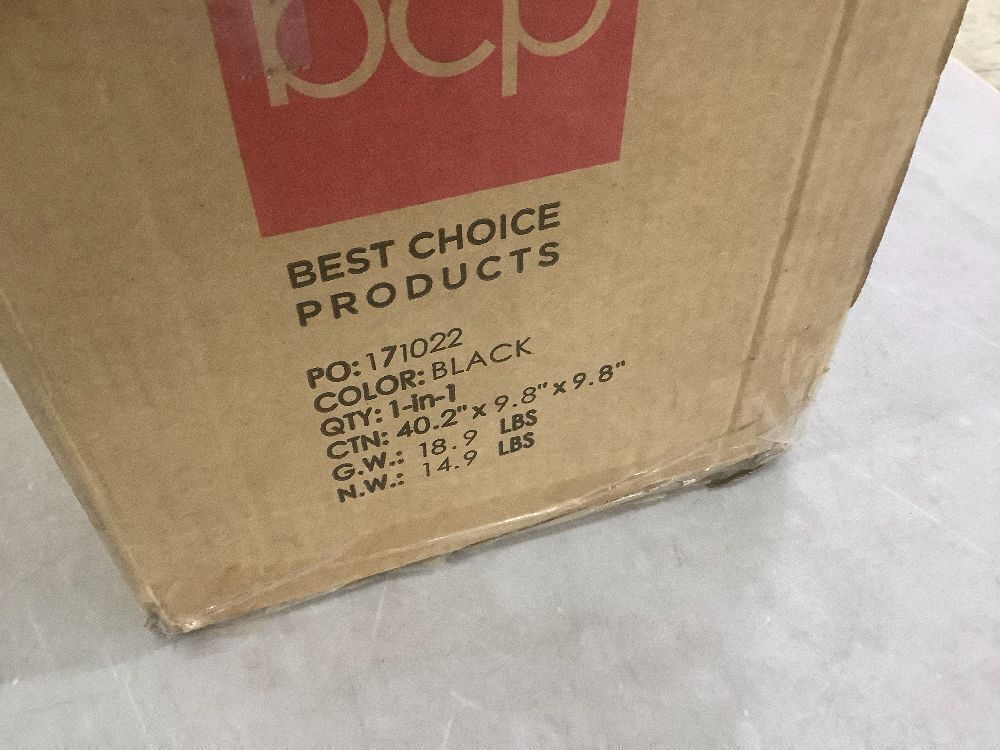 bcp
BEST CHOICE
PRODUCTS
PO: 171022
COLOR: BLACK
QTY: 1-in-1
CTN: 40.2" x 9.8" x 9.8"
G.W.: 18.9 LBS
N.W.: 14.9 LBS